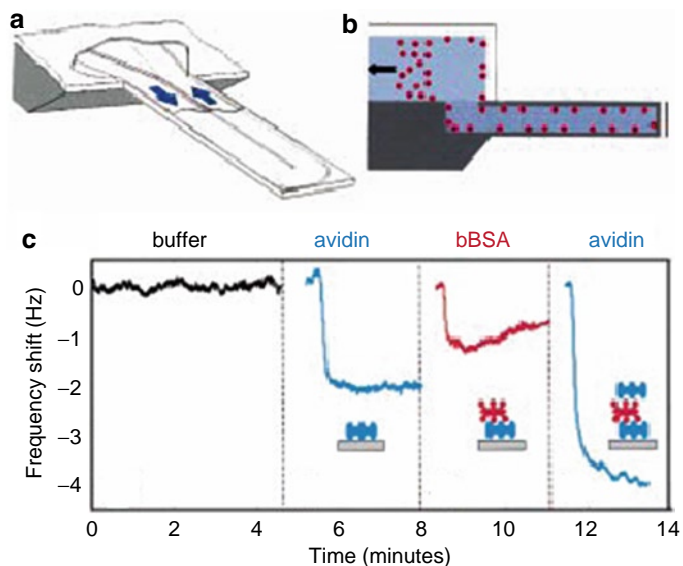 a
b
c
buffer avidin bBSA avidin
Frequency shift (Hz)
0
–1
–2
–3
–4
0 2 4 6 8 10 12 14
Time (minutes)